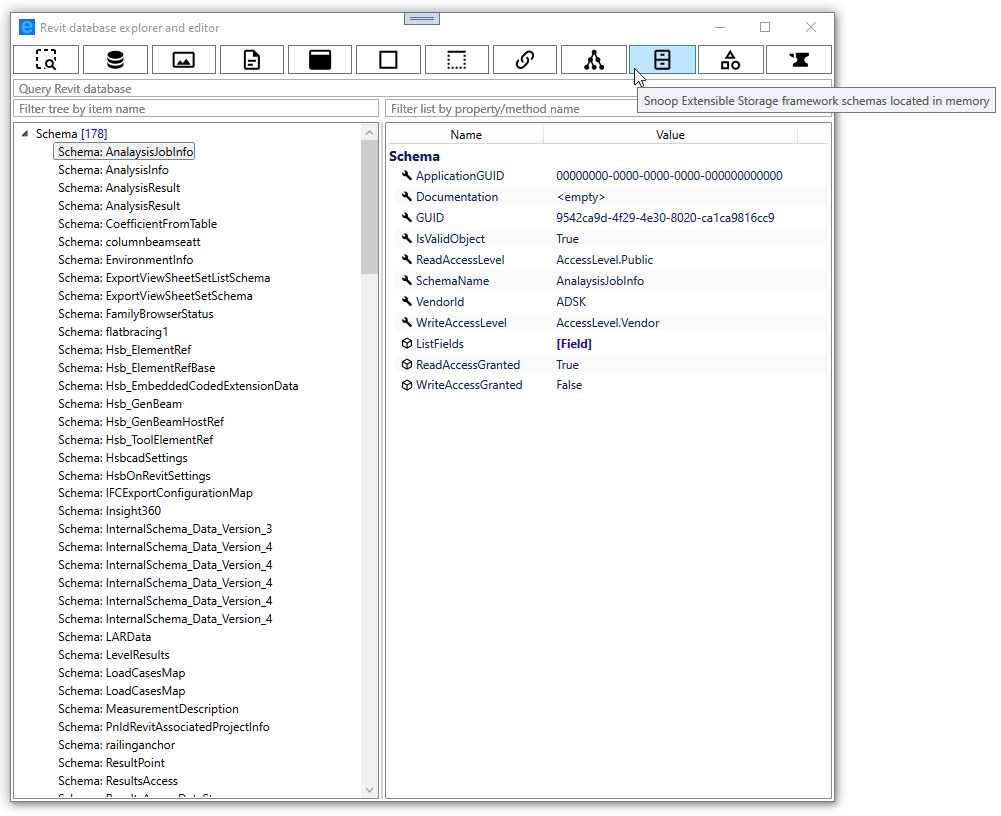 Revit database explorer and editor
Query Revit database
Snoop Extensible Storage framework schemas located in memory
Filter tree by item name
Filter list by property/method name
Schema [178]
Schema: AnalaysisJobInfo
Schema: AnalysisInfo
Schema: AnalysisResult
Schema: AnalysisResult
Schema: CoefficientFromTable
Schema: columnbeamseatt
Schema: EnvironmentInfo
Schema: ExportViewSheetSetListSchema
Schema: ExportViewSheetSetSchema
Schema: FamilyBrowserStatus
Schema: flatbracing1
Schema: Hsb_ElementRef
Schema: Hsb_ElementRefBase
Schema: Hsb_EmbeddedCodedExtensionData
Schema: Hsb_GenBeam
Schema: Hsb_GenBeamHostRef
Schema: Hsb_ToolElementRef
Schema: HsbcadSettings
Schema: HsbOnRevitSettings
Schema: IFCExportConfigurationMap
Schema: Insight360
Schema: InternalSchema_Data_Version_3
Schema: InternalSchema_Data_Version_4
Schema: InternalSchema_Data_Version_4
Schema: InternalSchema_Data_Version_4
Schema: InternalSchema_Data_Version_4
Schema: InternalSchema_Data_Version_4
Schema: LARData
Schema: LevelResults
Schema: LoadCasesMap
Schema: LoadCasesMap
Schema: MeasurementDescription
Schema: PnIdRevitAssociatedProjectInfo
Schema: railinganchor
Schema: ResultPoint
Schema: ResultsAccess
Name Value
Schema
ApplicationGUID 00000000-0000-0000-0000-000000000000
Documentation <empty>
GUID 9542ca9d-4f29-4e30-8020-ca1ca9816cc9
IsValidObject True
ReadAccessLevel AccessLevel.Public
SchemaName AnalaysisJobInfo
VendorId ADSK
WriteAccessLevel AccessLevel.Vendor
ListFields [Field]
ReadAccessGranted True
WriteAccessGranted False